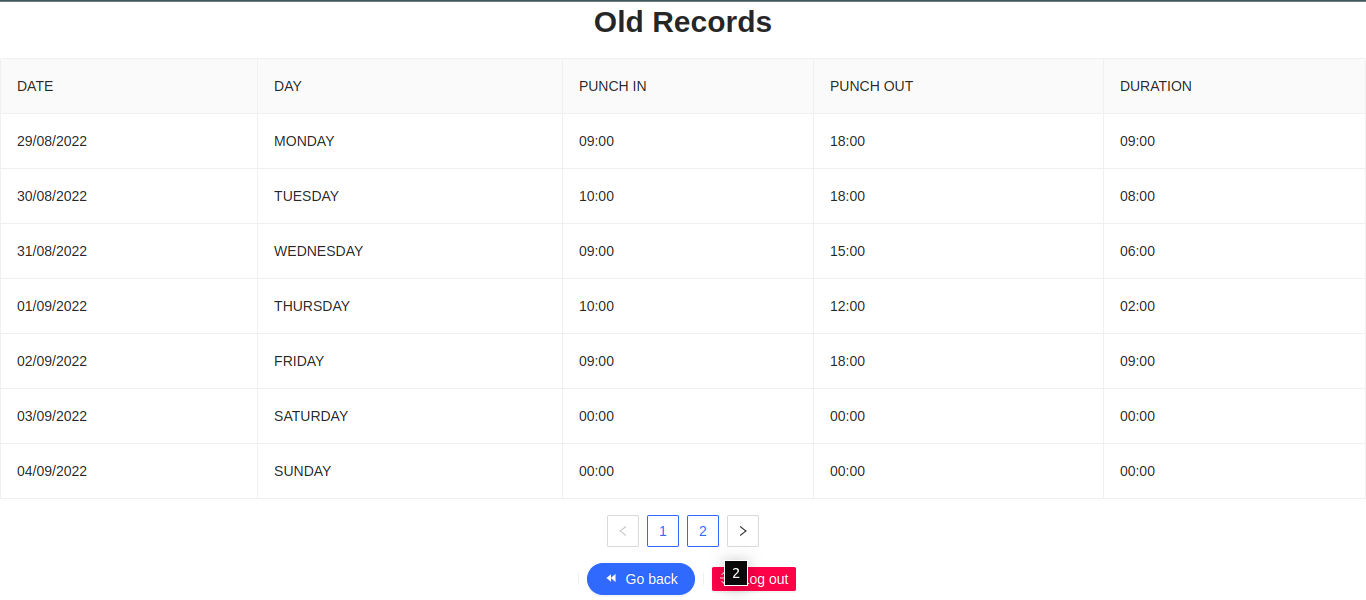 Old Records
DATE DAY PUNCH IN PUNCH OUT DURATION
29/08/2022 MONDAY 09:00 18:00 09:00
30/08/2022 TUESDAY 10:00 18:00 08:00
31/08/2022 WEDNESDAY 09:00 15:00 06:00
01/09/2022 THURSDAY 10:00 12:00 02:00
02/09/2022 FRIDAY 09:00 18:00 09:00
03/09/2022 SATURDAY 00:00 00:00 00:00
04/09/2022 SUNDAY 00:00 00:00 00:00
< 1 2 >
Go back 2 og out